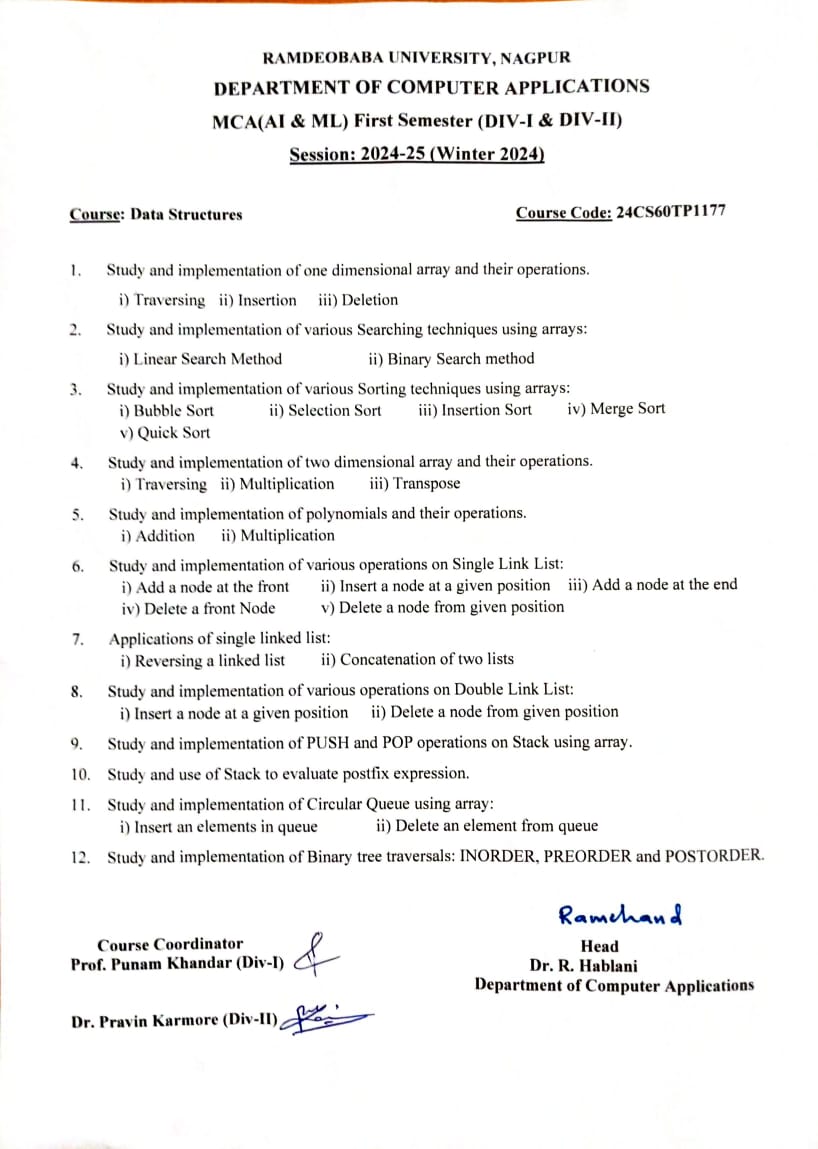 RAMDEOBABA UNIVERSITY, NAGPUR
DEPARTMENT OF COMPUTER APPLICATIONS
MCA(AI & ML) First Semester (DIV-I & DIV-II)
Session: 2024-25 (Winter 2024)
Course: Data Structures Course Code: 24CS60TP1177
1. Study and implementation of one dimensional array and their operations.
i) Traversing ii) Insertion iii) Deletion
2. Study and implementation of various Searching techniques using arrays:
i) Linear Search Method ii) Binary Search method
3. Study and implementation of various Sorting techniques using arrays:
i) Bubble Sort ii) Selection Sort iii) Insertion Sort iv) Merge Sort
v) Quick Sort
4. Study and implementation of two dimensional array and their operations.
i) Traversing ii) Multiplication iii) Transpose
5. Study and implementation of polynomials and their operations.
i) Addition ii) Multiplication
6. Study and implementation of various operations on Single Link List:
i) Add a node at the front ii) Insert a node at a given position iii) Add a node at the end
iv) Delete a front Node v) Delete a node from given position
7. Applications of single linked list:
i) Reversing a linked list ii) Concatenation of two lists
8. Study and implementation of various operations on Double Link List:
i) Insert a node at a given position ii) Delete a node from given position
9. Study and implementation of PUSH and POP operations on Stack using array.
10. Study and use of Stack to evaluate postfix expression.
11. Study and implementation of Circular Queue using array:
i) Insert an elements in queue ii) Delete an element from queue
12. Study and implementation of Binary tree traversals: INORDER, PREORDER and POSTORDER.
Ramchand
Course Coordinator Head
Prof. Punam Khandar (Div-I) Dr. R. Hablani
Department of Computer Applications
Dr. Pravin Karmore (Div-II)